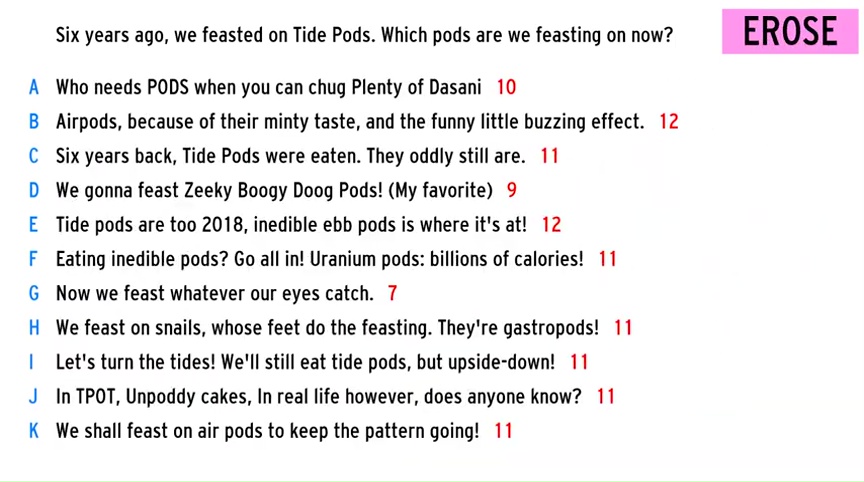 Six years ago, we feasted on Tide Pods. Which pods are we feasting on now?
EROSE
A Who needs PODS when you can chug Plenty of Dasani 10
B Airpods, because of their minty taste, and the funny little buzzing effect. 12
C Six years back, Tide Pods were eaten. They oddly still are. 11
D We gonna feast Zeeky Boogy Doog Pods! (My favorite) 9
E Tide pods are too 2018, inedible ebb pods is where it's at! 12
F Eating inedible pods? Go all in! Uranium pods: billions of calories! 11
G Now we feast whatever our eyes catch. 7
H We feast on snails, whose feet do the feasting. They're gastropods! 11
I Let's turn the tides! We'll still eat tide pods, but upside-down! 11
J In TPOT, Unpoddy cakes, In real life however, does anyone know? 11
K We shall feast on air pods to keep the pattern going! 11